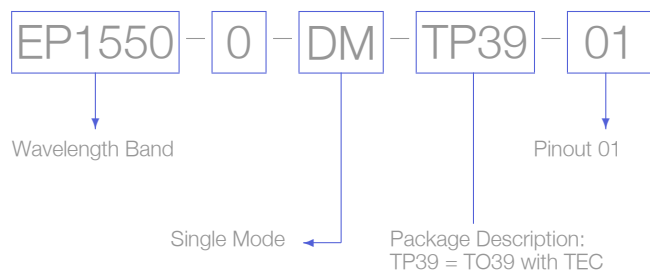 EP1550 – 0 – DM – TP39 – 01
Wavelength Band
Pinout 01
Single Mode
Package Description:
TP39 = TO39 with TEC